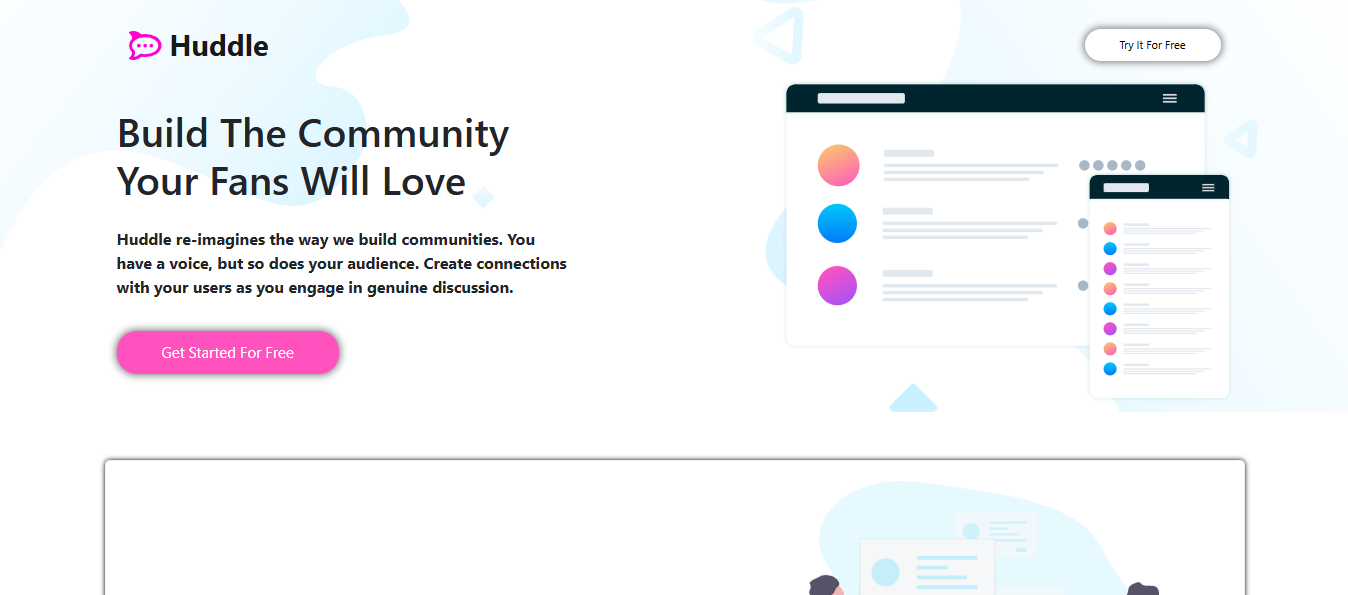 Huddle
Try It For Free
Build The Community
Your Fans Will Love
Huddle re-imagines the way we build communities. You
have a voice, but so does your audience. Create connections
with your users as you engage in genuine discussion.
Get Started For Free